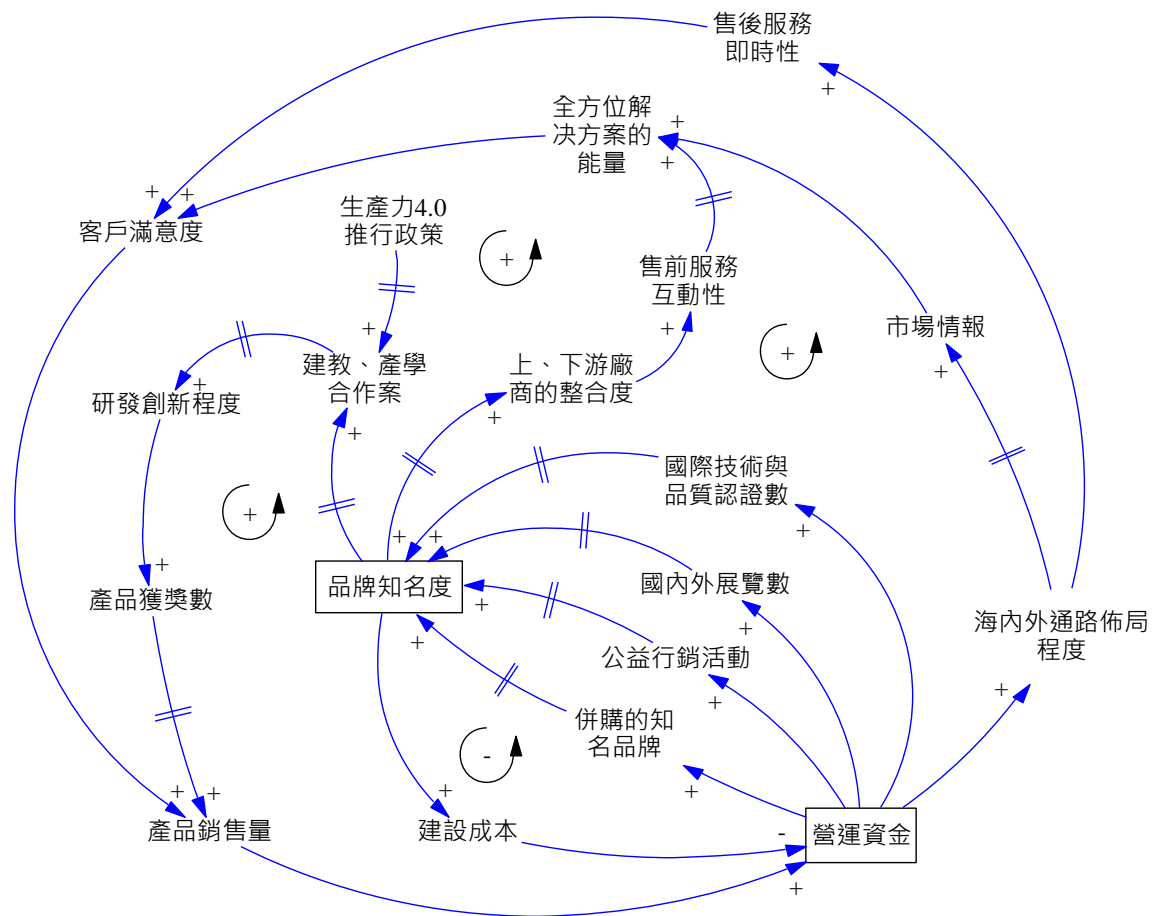 售後服務
即時性
+
全方位解
決方案的
能量
+
+
+
+
客戶滿意度
生產力4.0
推行政策
+
售前服務
互動性
+
市場情報
+
+
+
建教、產學
合作案
+
上、下游廠
商的整合度
+
+
研發創新程度
國際技術與
品質認證數
+
+
+
+
+
產品獲獎數
品牌知名度
+
國內外展覽數
+
海內外通路佈局
程度
+
+
公益行銷活動
+
併購的知
名品牌
+
-
+
+
+
產品銷售量
建設成本
-
營運資金
+